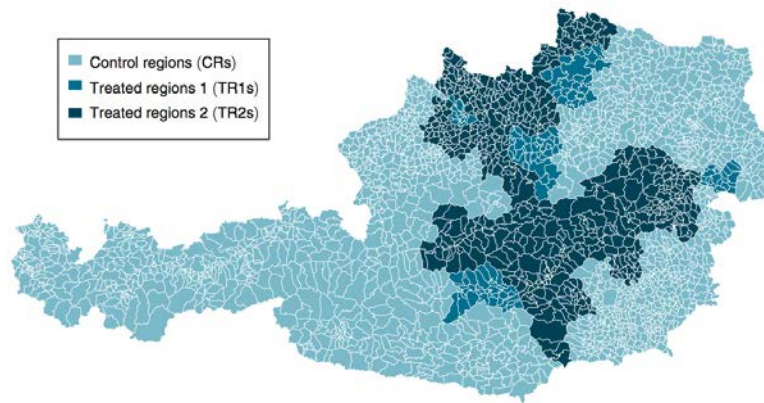 Control regions (CRs)
Treated regions 1 (TR1s)
Treated regions 2 (TR2s)